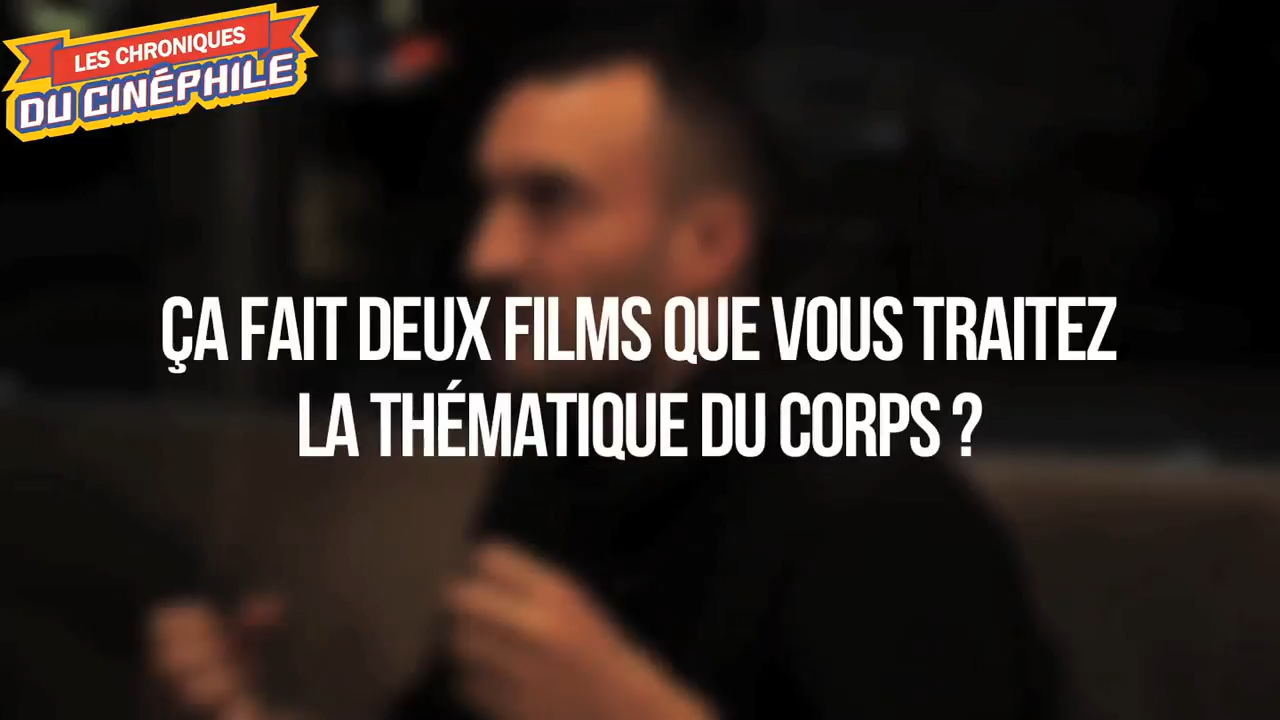 LES CHRONIQUES
DU CINÉPHILE
ÇA FAIT DEUX FILMS QUE VOUS TRAITEZ
LA THÉMATIQUE DU CORPS ?